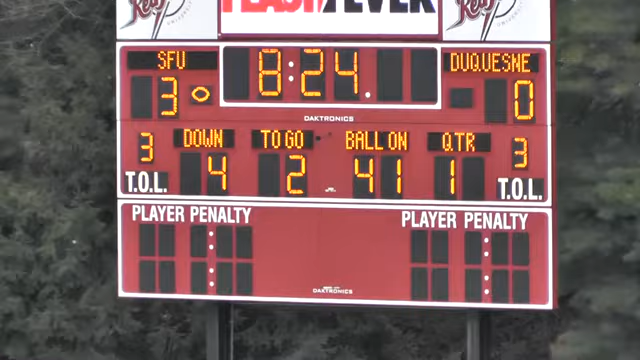 FLASH FEVER
SFU 8:24 DUQUESNE
3 0
DAKTRONICS
3 DOWN TO GO BALL ON QTR 3
T.O.L. 4 2 41 1 T.O.L.
PLAYER PENALTY PLAYER PENALTY
DAKTRONICS